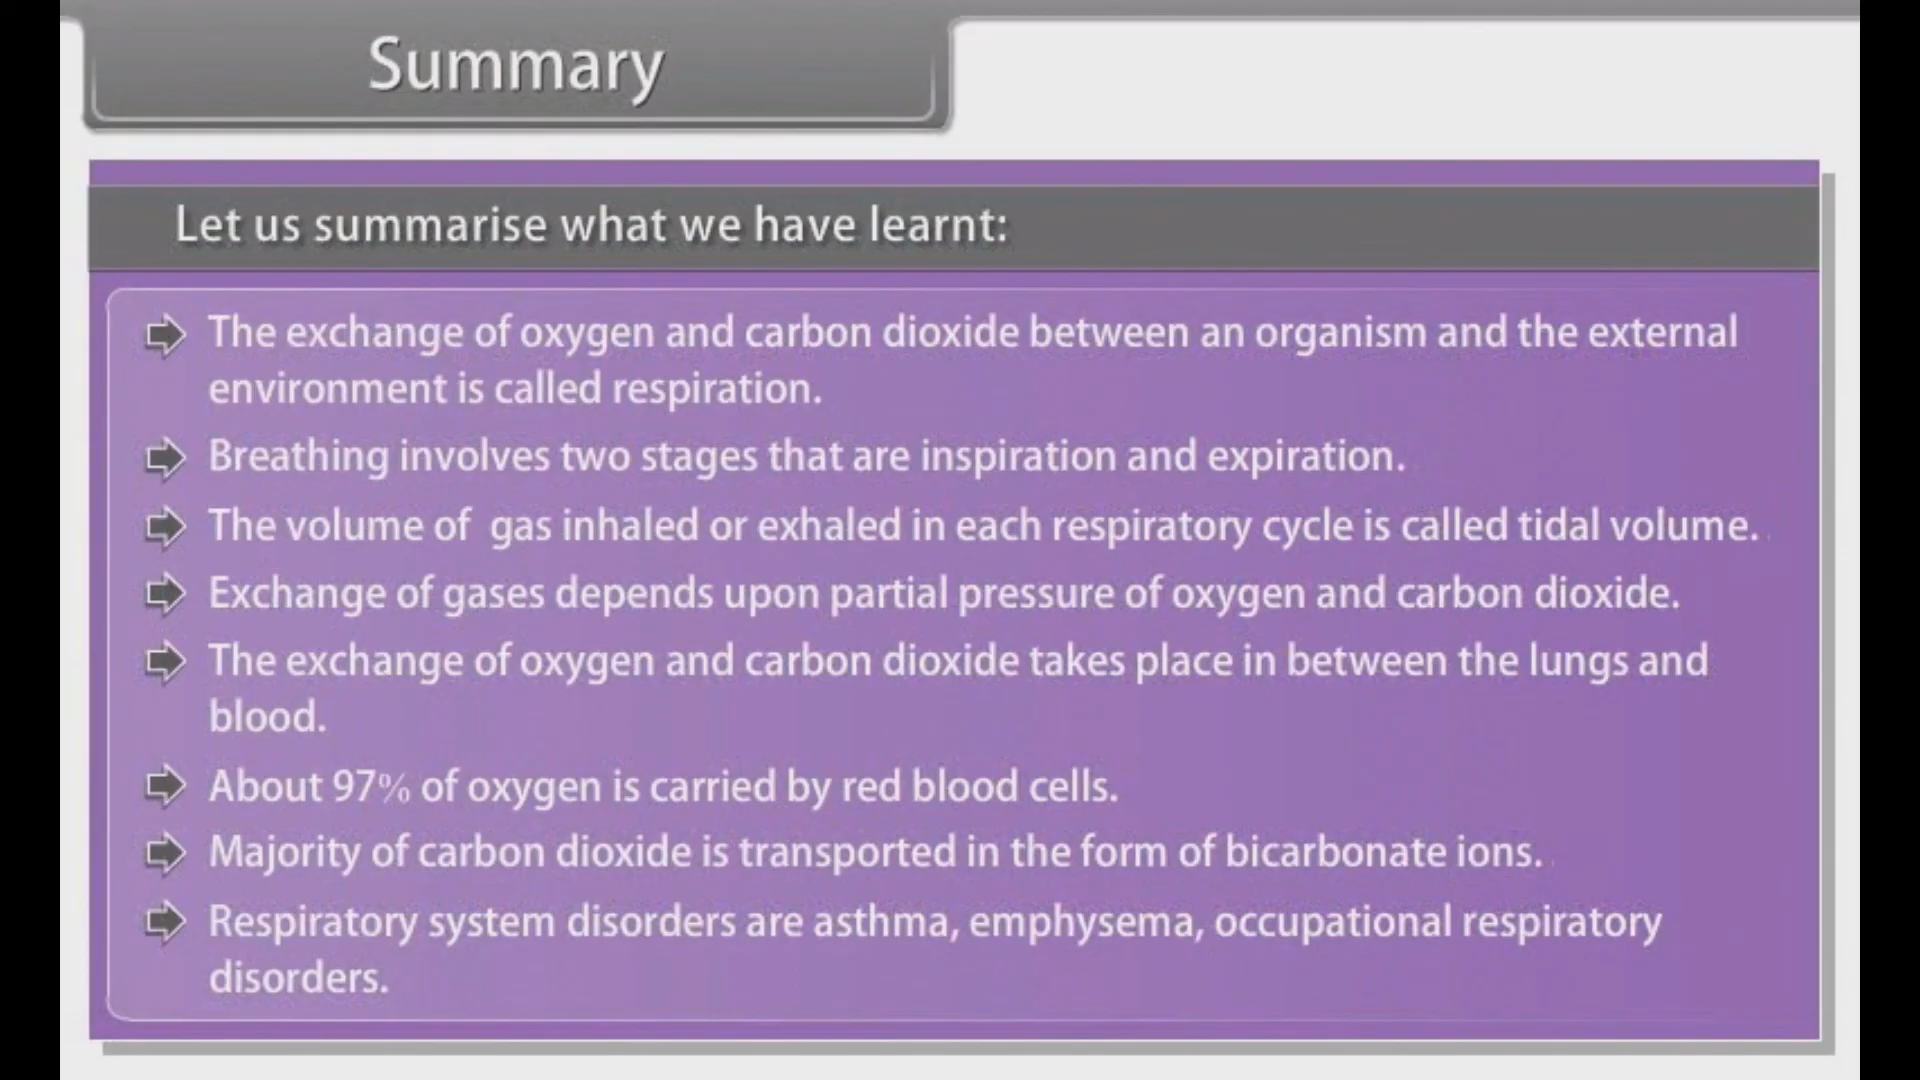 Summary
Let us summarise what we have learnt:
The exchange of oxygen and carbon dioxide between an organism and the external
environment is called respiration.
Breathing involves two stages that are inspiration and expiration.
The volume of gas inhaled or exhaled in each respiratory cycle is called tidal volume.
Exchange of gases depends upon partial pressure of oxygen and carbon dioxide.
The exchange of oxygen and carbon dioxide takes place in between the lungs and
blood.
About 97% of oxygen is carried by red blood cells.
Majority of carbon dioxide is transported in the form of bicarbonate ions.
Respiratory system disorders are asthma, emphysema, occupational respiratory
disorders.